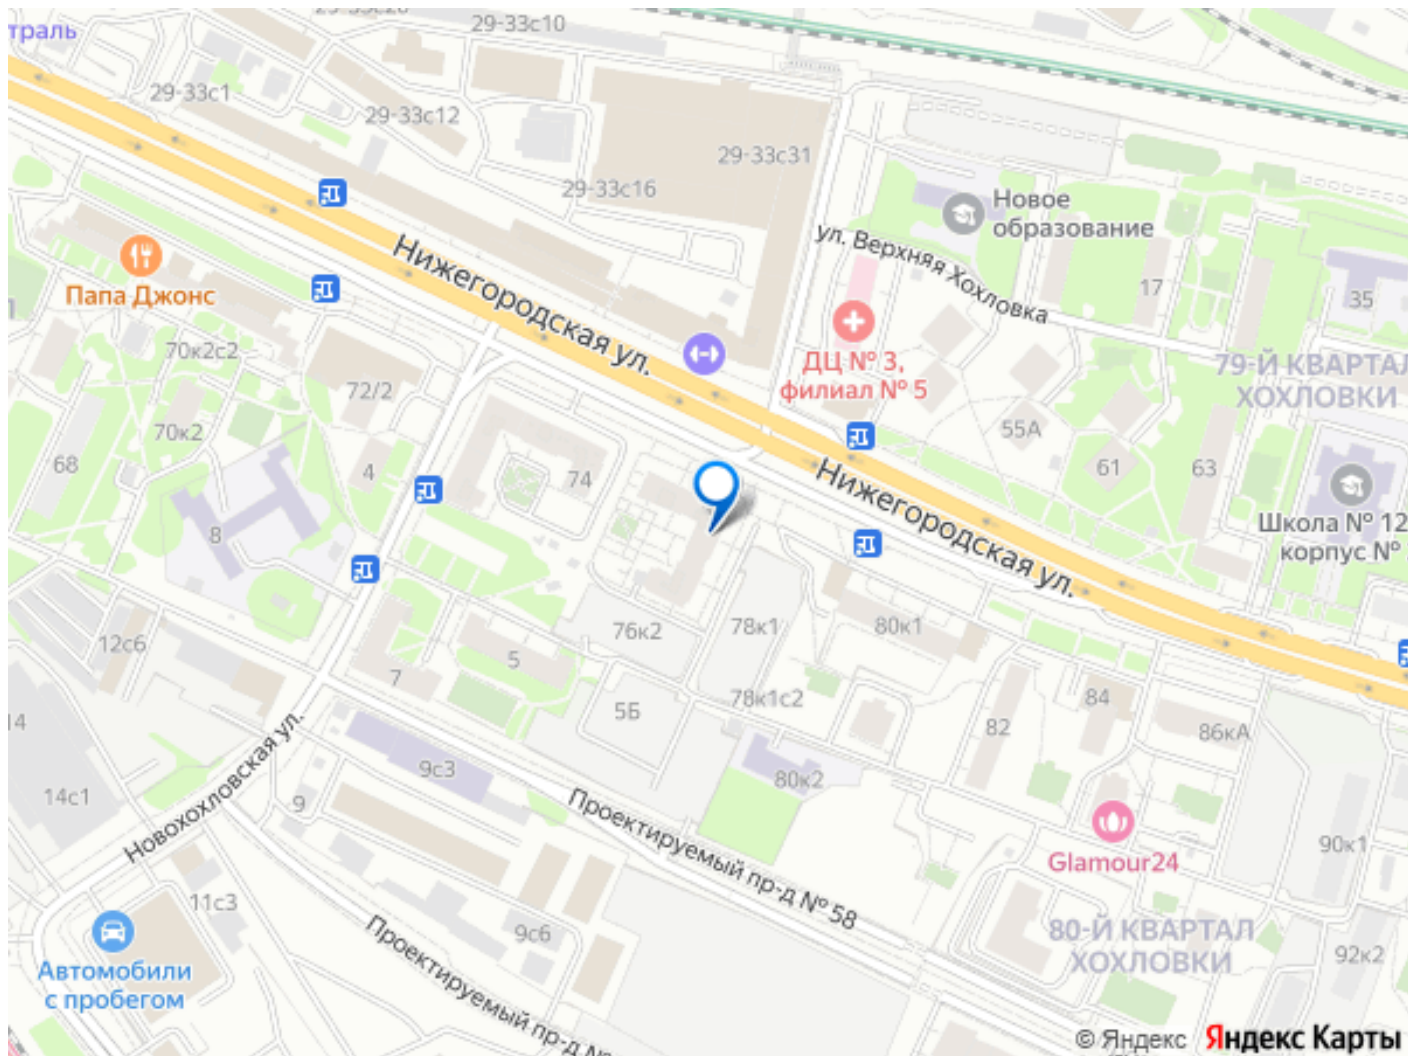 29-33с10
траль
29-33с1
29-33с12
29-33с31
29-33с16
Новое
образование
ул. Верхняя Хохловка
Нижегородская ул.
Папа Джонс
17
35
70к2с2
ДЦ № 3,
филиал № 5
79-Й КВАРТАЛ
ХОХЛОВКИ
72/2
70к2
55А
68
4
74
61
63
Нижегородская ул.
Школа № 12
корпус №
8
12с6
76к2
78к1
80к1
5
7
78к1с2
5Б
84
82
86кА
14
Новохохловская ул.
9с3
80к2
14с1
9
Проектируемый пр-д № 58
Glamour24
90к1
11с3
9с6
80-Й КВАРТАЛ
ХОХЛОВКИ
92к2
Автомобили
с пробегом
Проектируемый пр-д №
© Яндекс Яндекс Карты